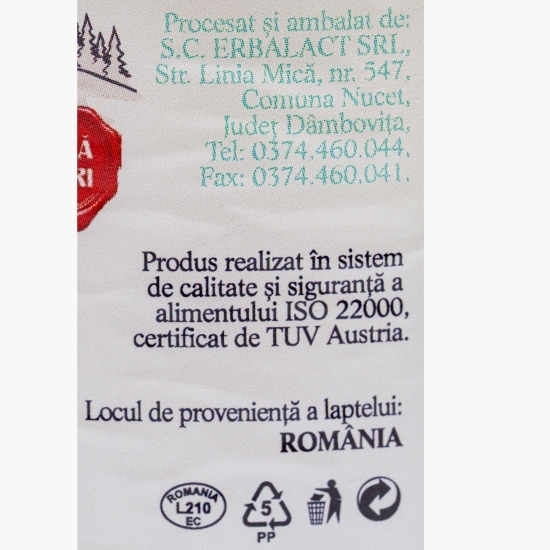 Procesat și ambalat de:
S.C. ERBALACT SRL,
Str. Linia Mică, nr. 547,
Comuna Nucet,
Județ Dâmbovița,
Tel: 0374.460.044,
Fax: 0374.460.041.
Ă
RI
Produs realizat în sistem
de calitate și siguranță a
alimentului ISO 22000,
certificat de TUV Austria.
Locul de proveniență a laptelui:
ROMÂNIA
ROMANIA
L210
EC
5
PP